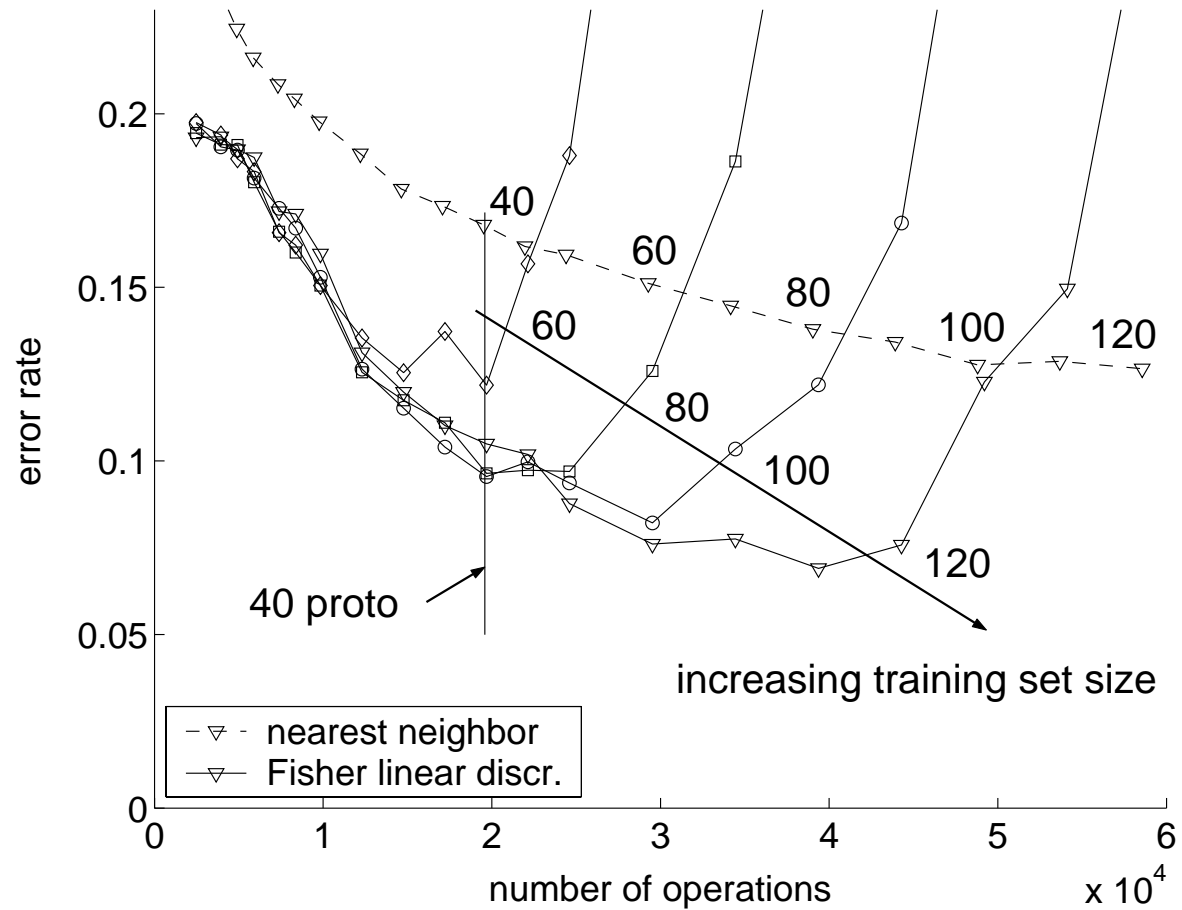 0.2
0.15
0.1
0.05
0
error rate
40
60
80
100
120
60
80
100
120
40 proto
increasing training set size
nearest neighbor
Fisher linear discr.
0 1 2 3 4 5 6
number of operations
x 10^4